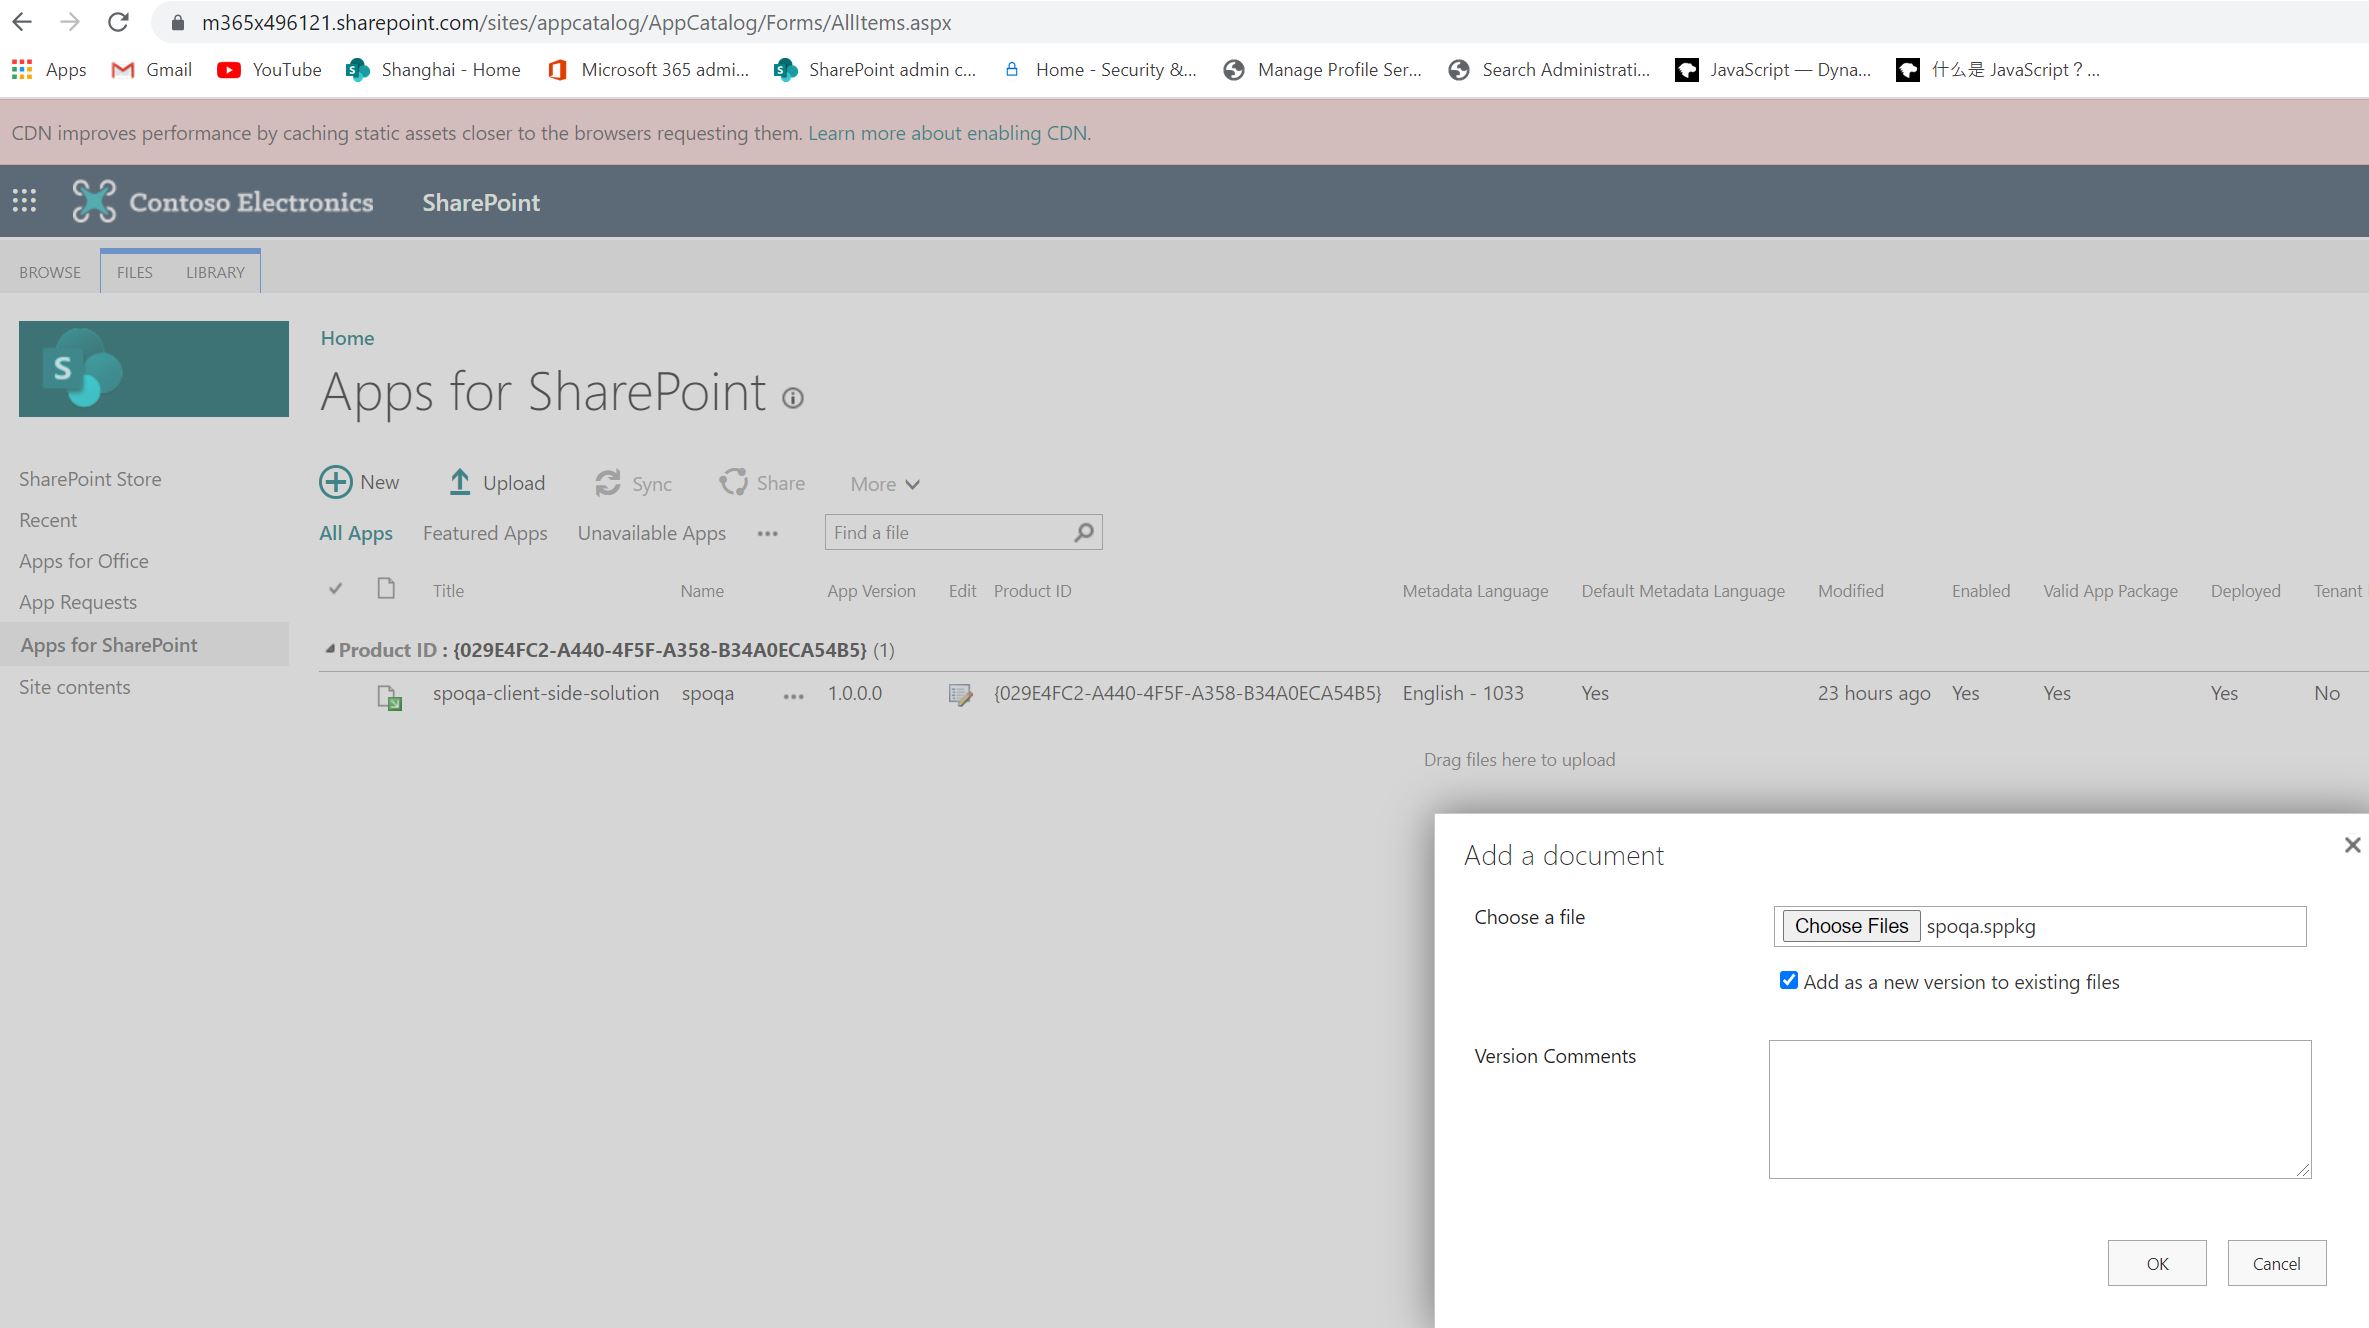 m365x496121.sharepoint.com/sites/appcatalog/AppCatalog/Forms/AllItems.aspx
Apps Gmail YouTube Shanghai - Home Microsoft 365 admi... SharePoint admin c... Home - Security &... Manage Profile Ser... Search Administrati... JavaScript — Dyna... 什么是 JavaScript？...
CDN improves performance by caching static assets closer to the browsers requesting them. Learn more about enabling CDN.
Contoso Electronics SharePoint
BROWSE FILES LIBRARY
S
Home
Apps for SharePoint
SharePoint Store
Recent
Apps for Office
App Requests
Apps for SharePoint
Site contents
New Upload Sync Share More
All Apps Featured Apps Unavailable Apps ... Find a file
Title Name App Version Edit Product ID Metadata Language Default Metadata Language Modified Enabled Valid App Package Deployed Tenant
Product ID : {029E4FC2-A440-4F5F-A358-B34A0ECA54B5} (1)
spoqa-client-side-solution spoqa ... 1.0.0.0 {029E4FC2-A440-4F5F-A358-B34A0ECA54B5} English - 1033 Yes 23 hours ago Yes Yes Yes No
Drag files here to upload
Add a document
Choose a file Choose Files spoqa.sppkg
Add as a new version to existing files
Version Comments
OK Cancel